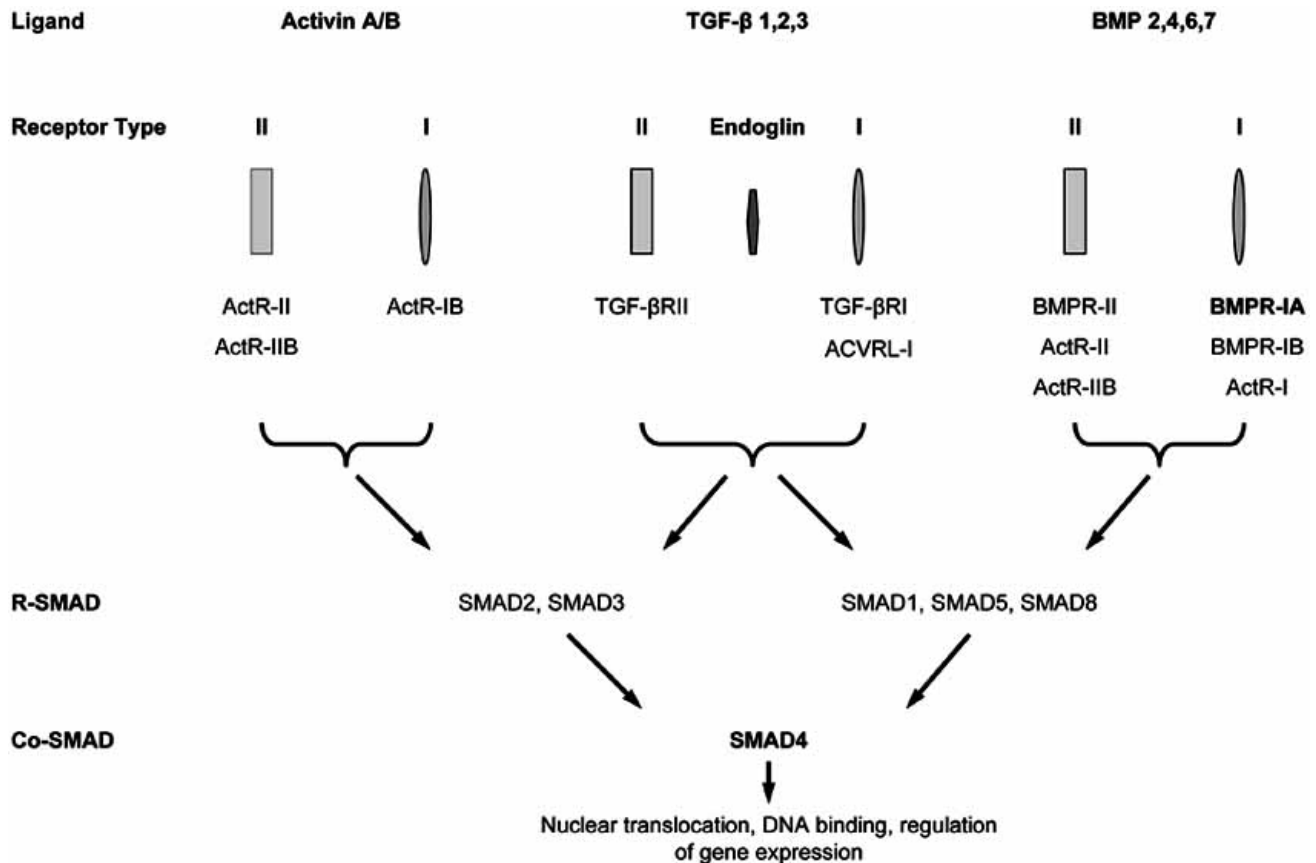 Ligand Activin A/B TGF-β 1,2,3 BMP 2,4,6,7
Receptor Type II I II Endoglin I II I
ActR-II ActR-IB TGF-βRII TGF-βRI BMPR-II BMPR-IA
ActR-IIB ACVRL-I ActR-II BMPR-IB
ActR-IIB ActR-I
R-SMAD SMAD2, SMAD3 SMAD1, SMAD5, SMAD8
Co-SMAD SMAD4
Nuclear translocation, DNA binding, regulation
of gene expression